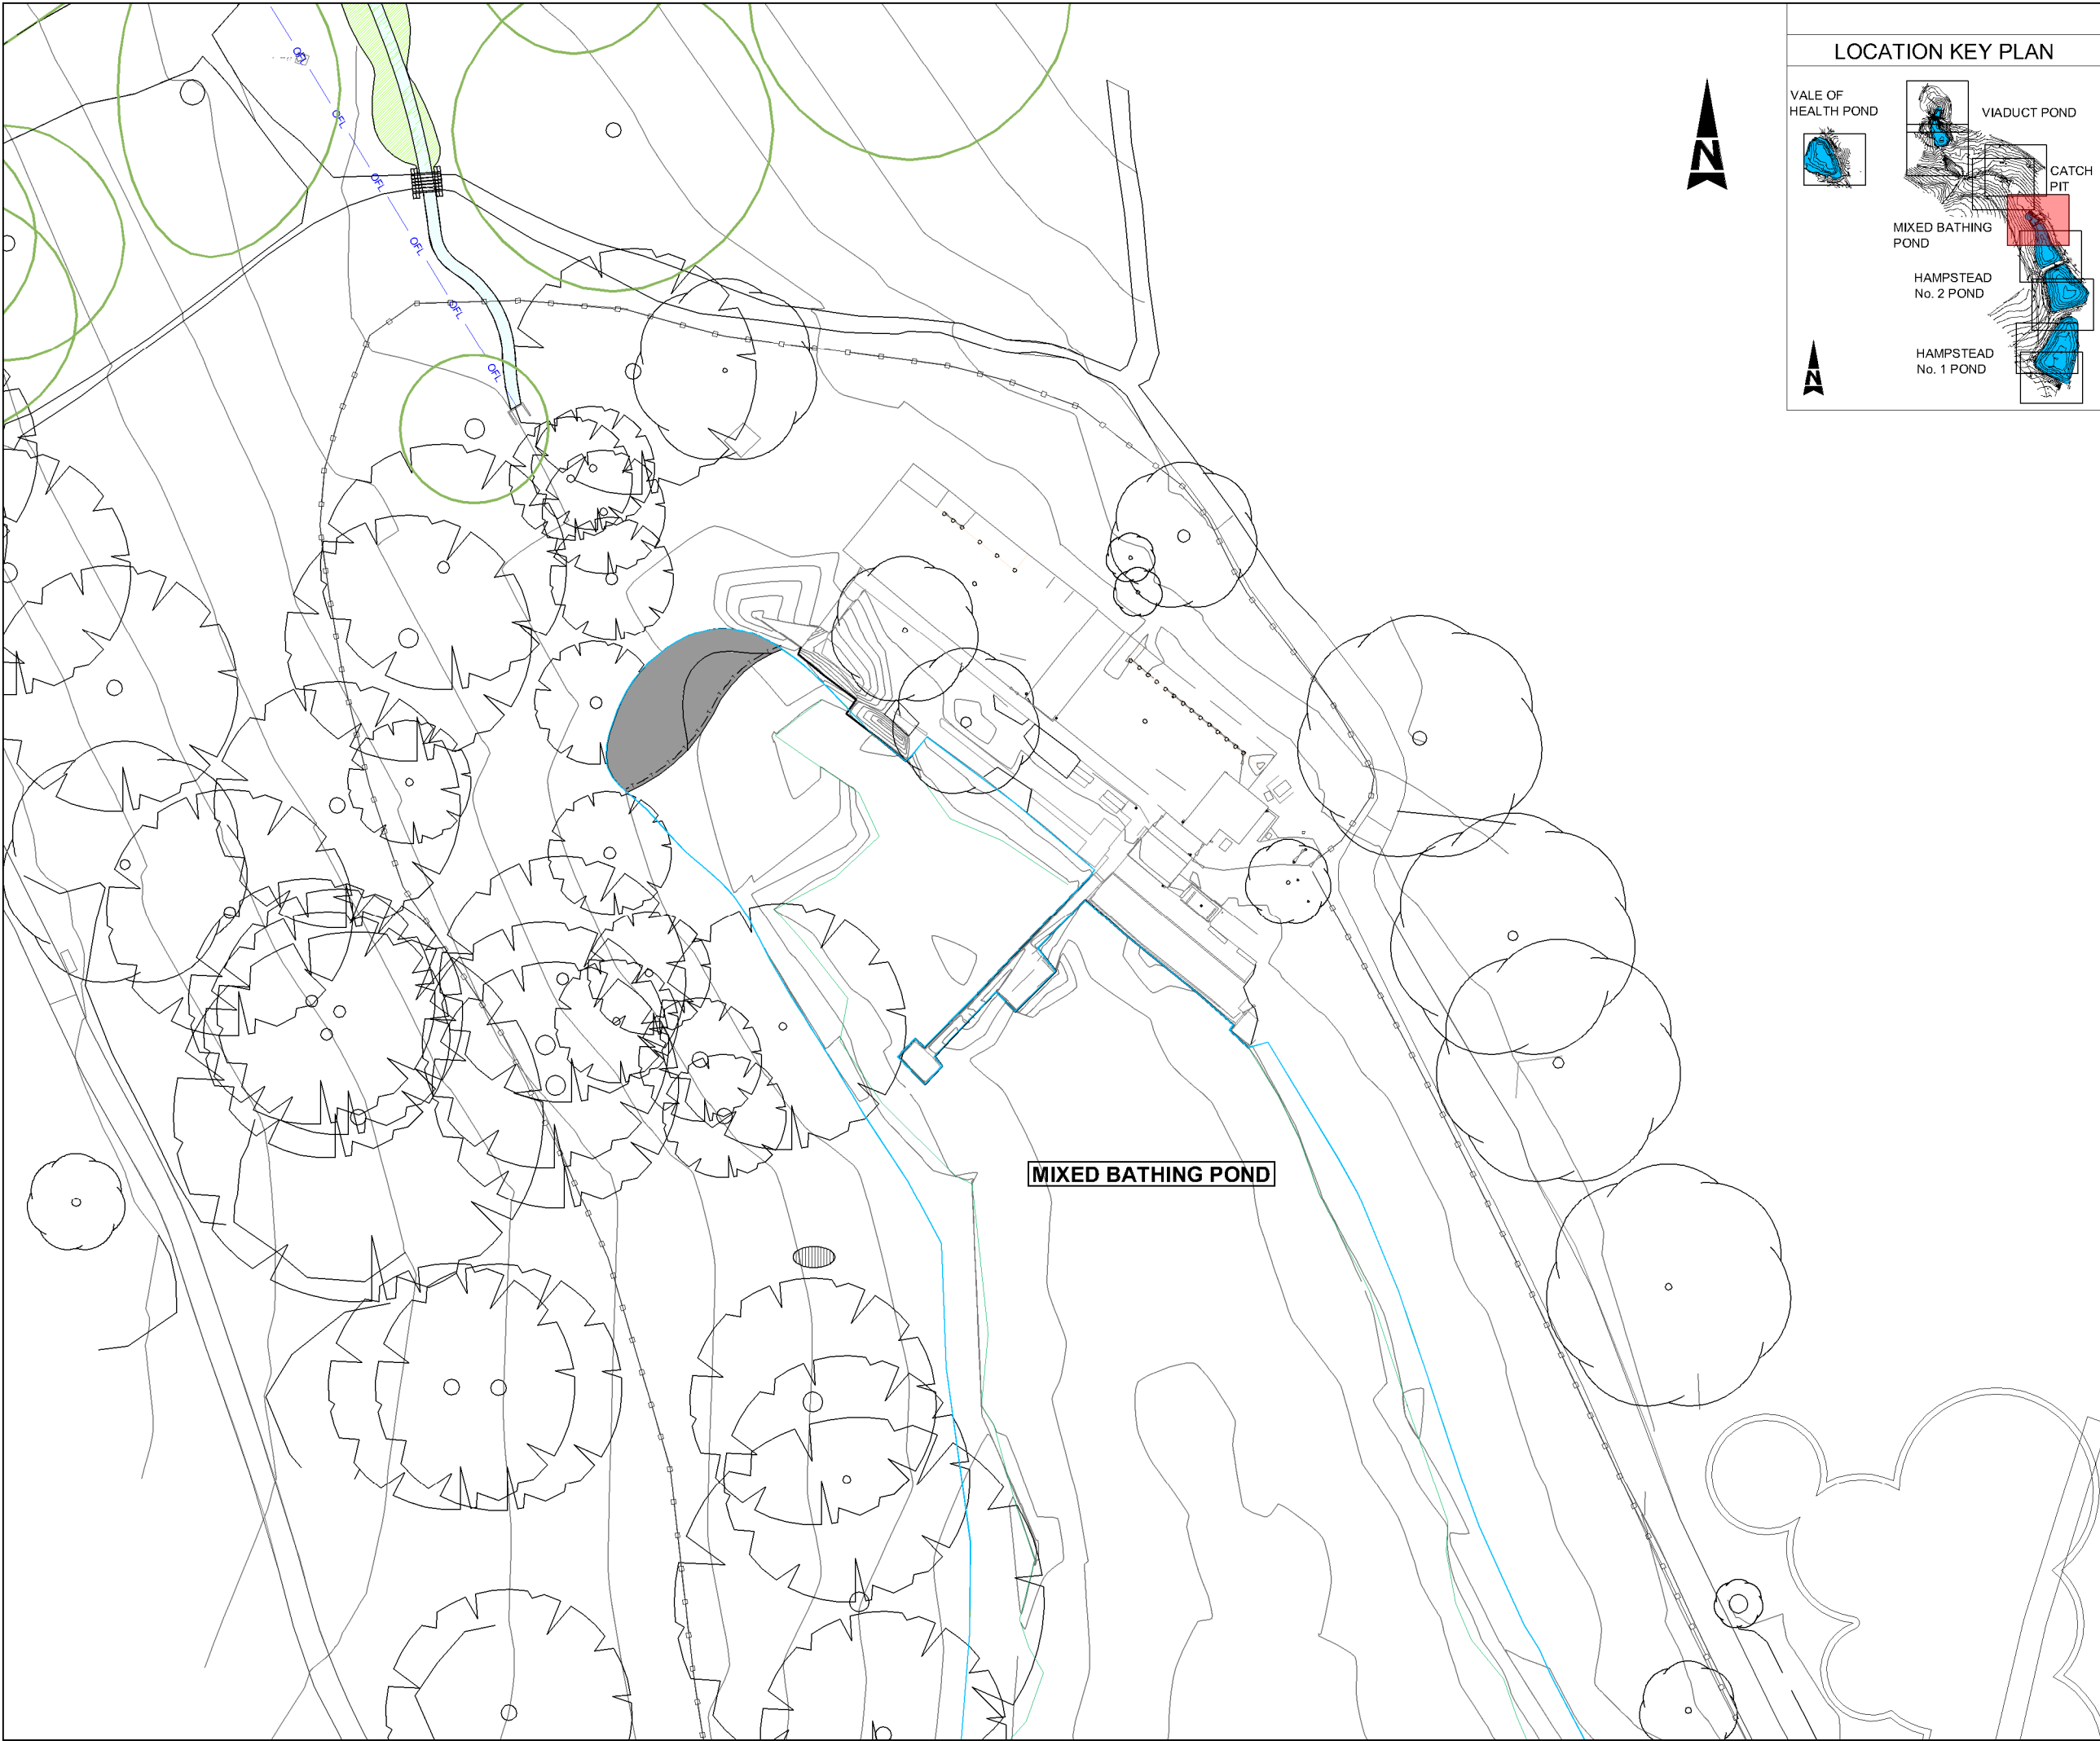 LOCATION KEY PLAN
VALE OF
HEALTH POND
VIADUCT POND
CATCH
PIT
MIXED BATHING
POND
HAMPSTEAD
No. 2 POND
HAMPSTEAD
No. 1 POND
N
N
OFL
OFL
OFL
OFL
OFL
OFL
MIXED BATHING POND